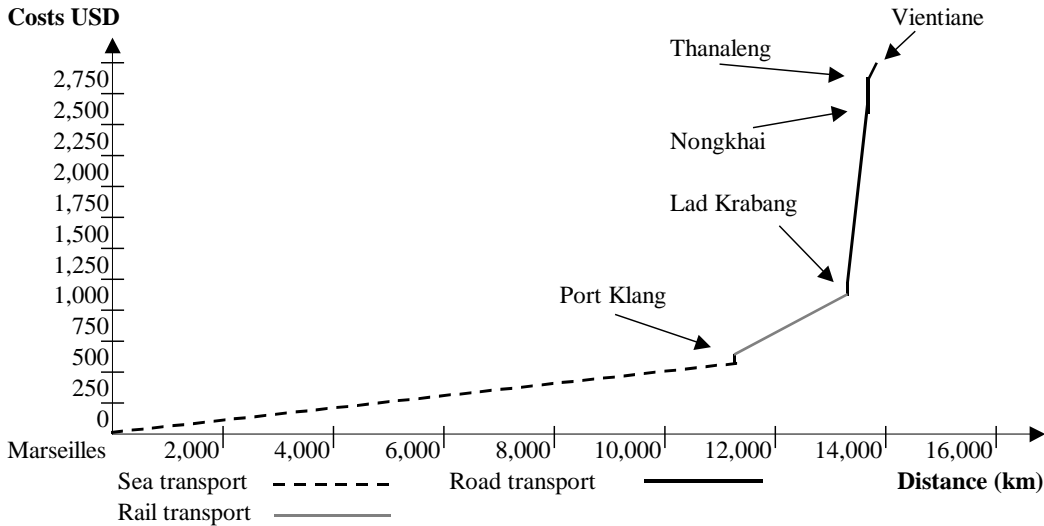 Costs USD
Vientiane
Thanaleng
2,750
2,500
Nongkhai
2,250
2,000
Lad Krabang
1,750
1,500
1,250
Port Klang
1,000
750
500
250
0
Marseilles 2,000 4,000 6,000 8,000 10,000 12,000 14,000 16,000
Sea transport Road transport Distance (km)
Rail transport